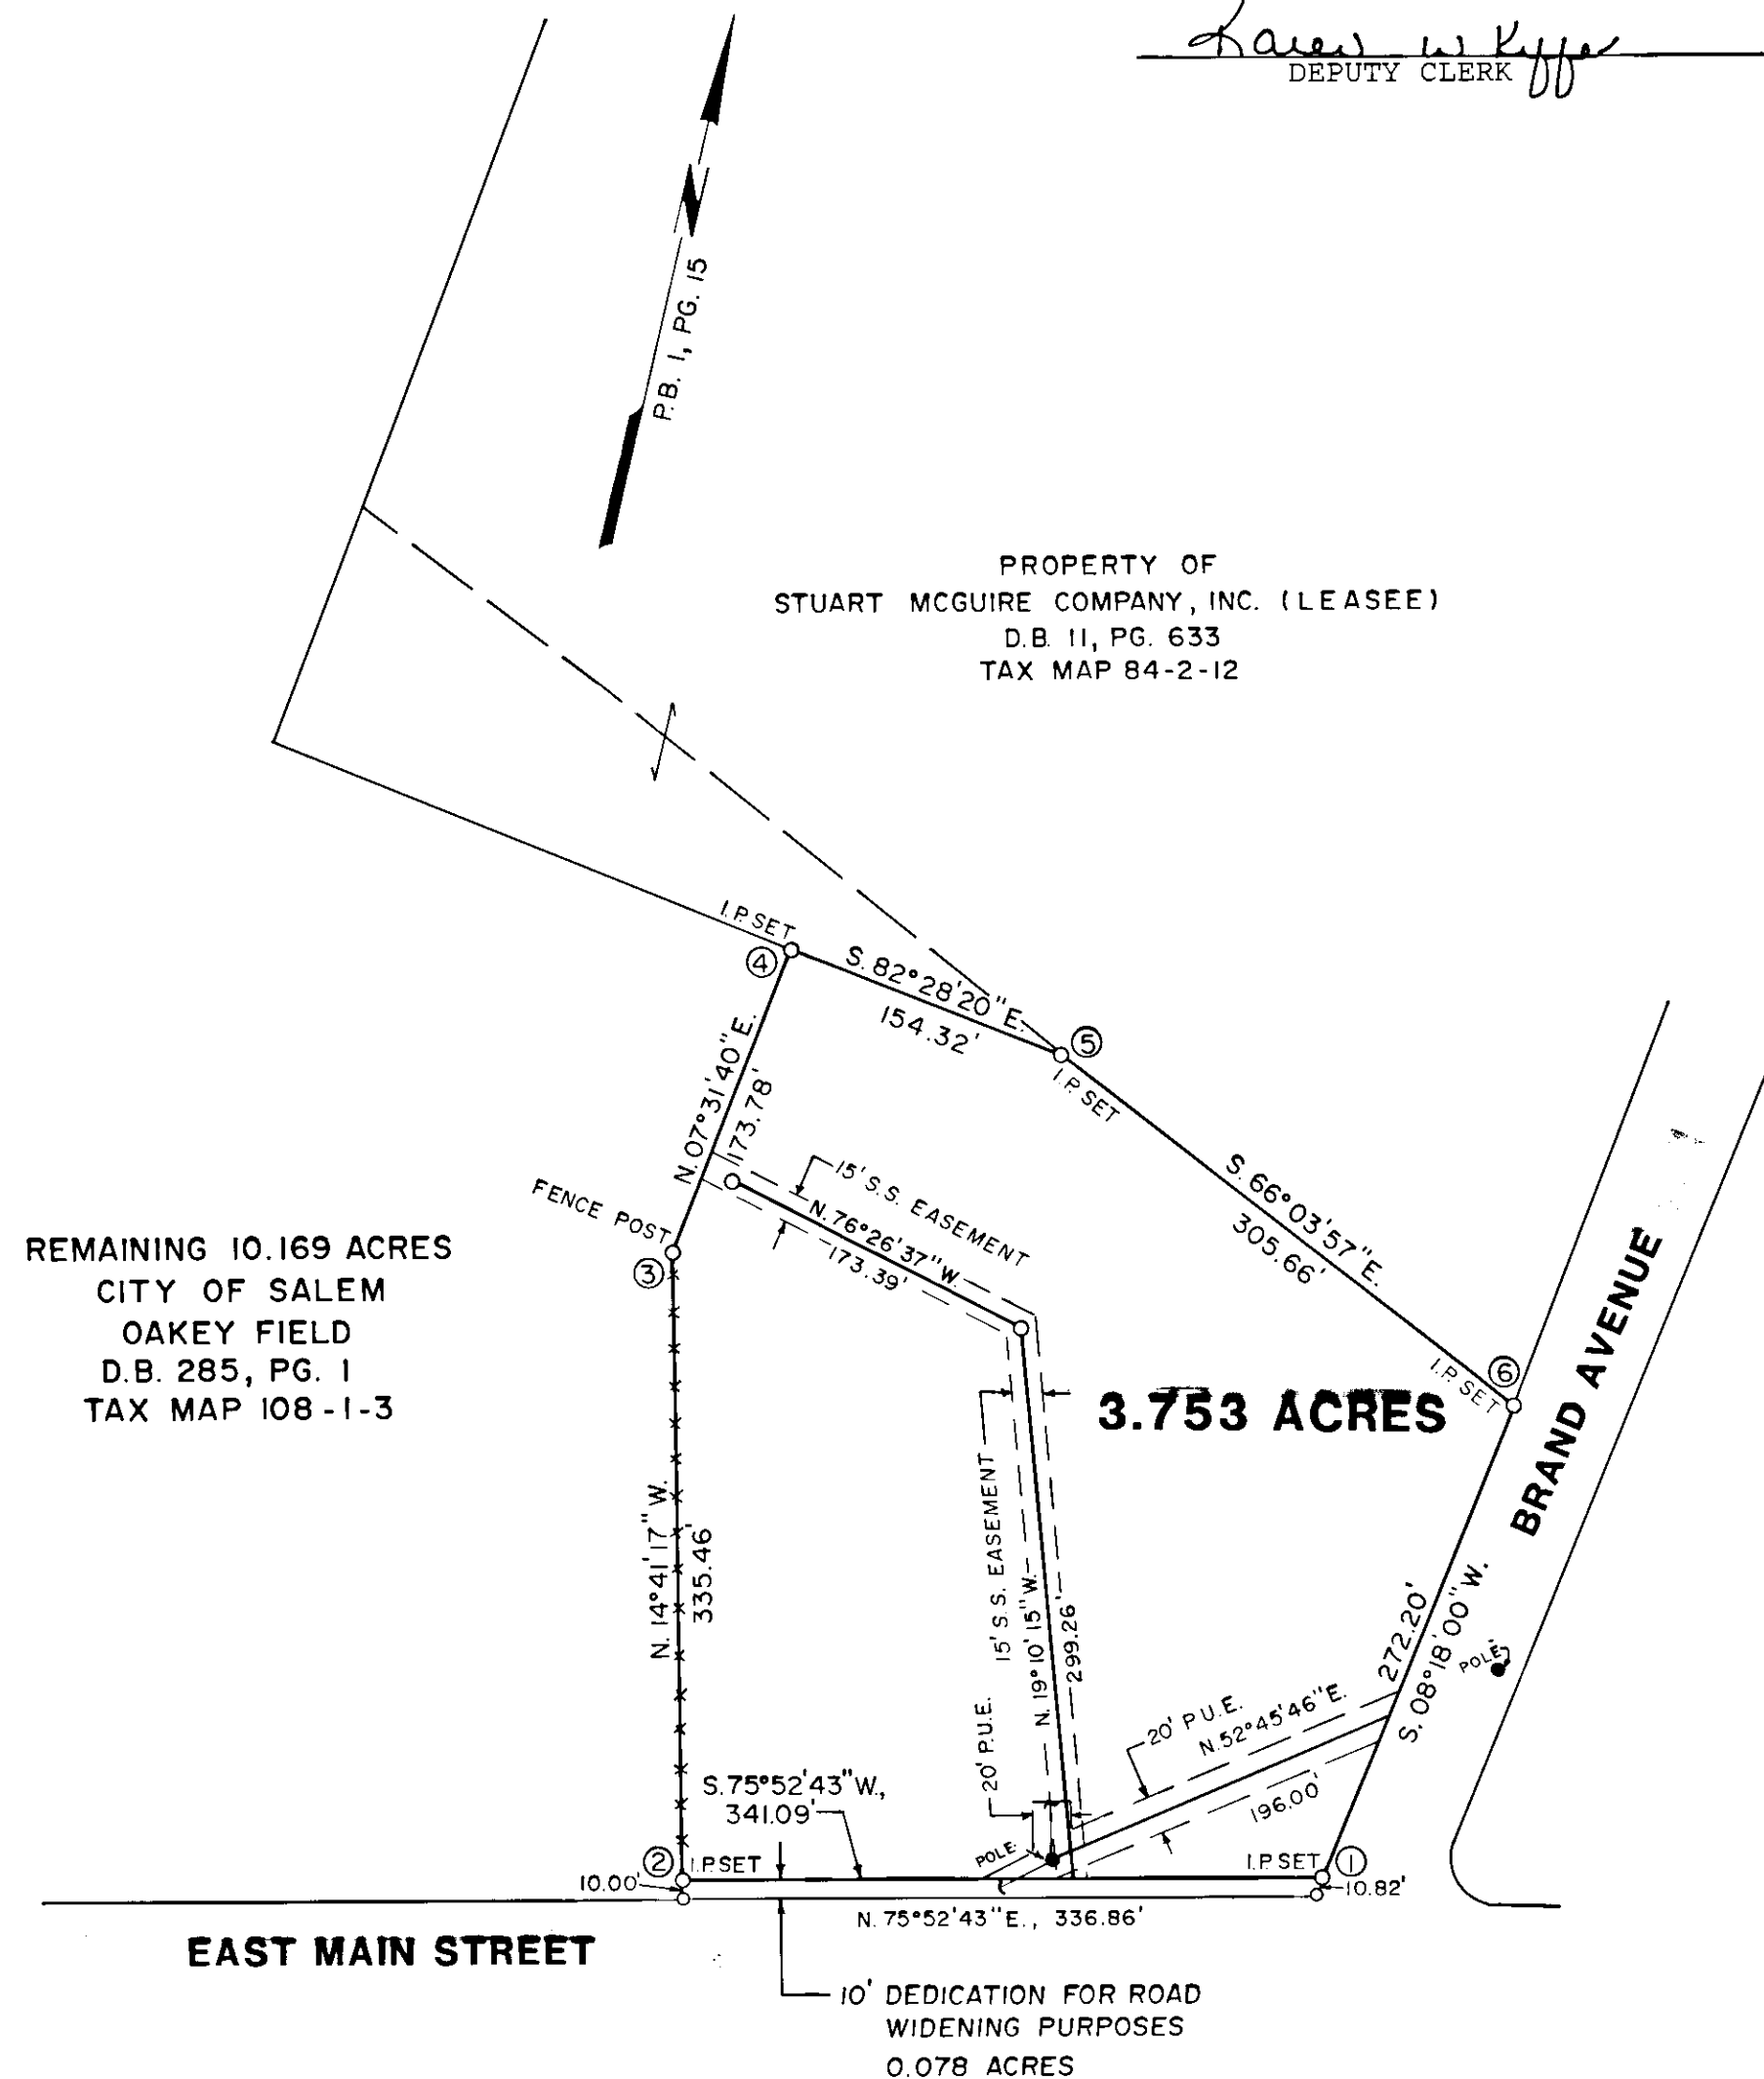 Karen W Kyffer
DEPUTY CLERK
P.B. 1, PG. 15
PROPERTY OF
STUART MCGUIRE COMPANY, INC. (LEASEE)
D.B. 11, PG. 633
TAX MAP 84-2-12
I.P. SET
④
S. 82°28'20"E.
154.32'
⑤
I.P. SET
N. 07°31'40"E.
173.78'
S. 66°03'57"E.
305.66'
15' S.S. EASEMENT
N. 76°26'37"W.
173.39'
FENCE POST
③
REMAINING 10.169 ACRES
CITY OF SALEM
OAKEY FIELD
D.B. 285, PG. 1
TAX MAP 108-1-3
I.P. SET
⑥
3.753 ACRES
BRAND AVENUE
N. 14°41'17"W.
335.46'
15' S.S. EASEMENT
N. 19°10'15"W.
299.26'
272.20'
S. 08°18'00"W.
POLE
20' P.U.E.
20' P.U.E.
N. 52°45'46"E.
196.00'
S. 75°52'43"W.,
341.09'
POLE
② I.P. SET
I.P. SET ①
10.00'
10.82'
N. 75°52'43"E., 336.86'
EAST MAIN STREET
10' DEDICATION FOR ROAD
WIDENING PURPOSES
0.078 ACRES